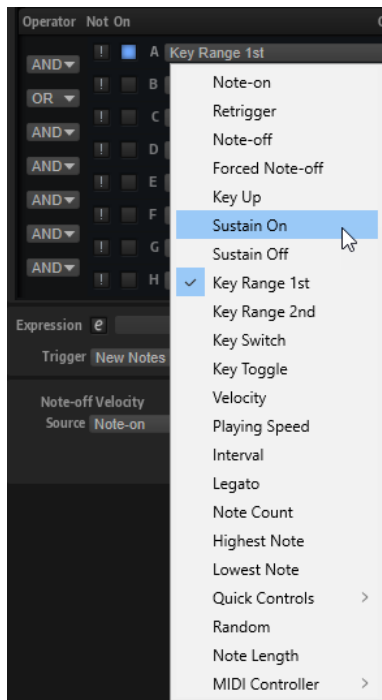 Operator Not On
! A Key Range 1st
AND
! B
OR
! C
AND
! D
AND
! E
AND
! F
AND
! G
AND
! H
Note-on
Retrigger
Note-off
Forced Note-off
Key Up
Sustain On
Sustain Off
Key Range 1st
Key Range 2nd
Key Switch
Key Toggle
Velocity
Playing Speed
Interval
Legato
Note Count
Highest Note
Lowest Note
Quick Controls
Random
Note Length
MIDI Controller
Expression e
Trigger New Notes
Note-off Velocity
Source Note-on